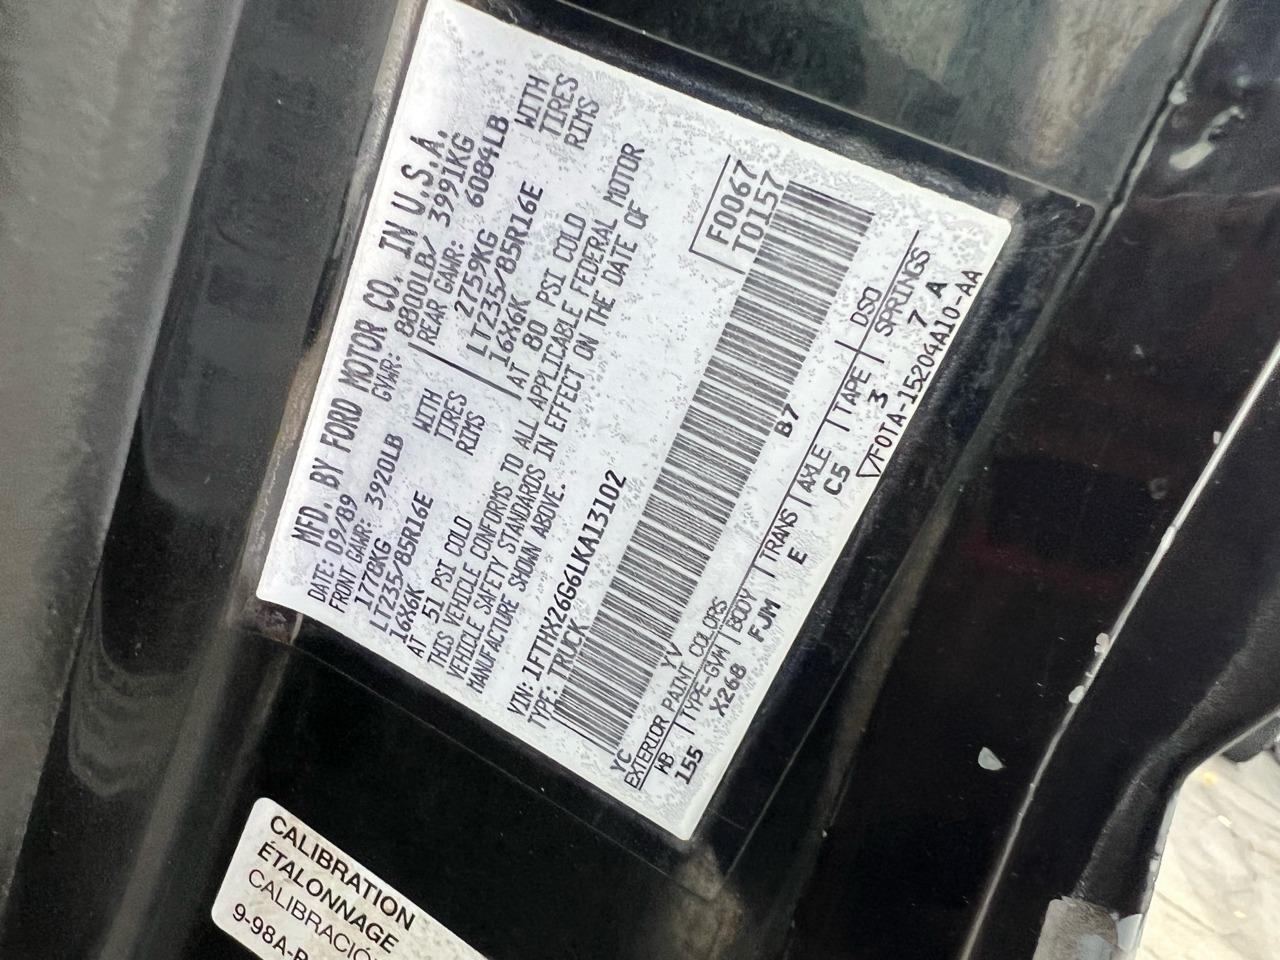 MFD. BY FORD MOTOR CO. IN U.S.A.
DATE: 09/89 GVWR: 8800LB/ 3991KG
FRONT GAWR: 3920LB REAR GAWR: 6084LB
1778KG WITH 2759KG WITH
LT235/85R16E TIRES LT235/85R16E TIRES
16X6K RIMS 16X6K RIMS
AT 51 PSI COLD AT 80 PSI COLD
THIS VEHICLE CONFORMS TO ALL APPLICABLE FEDERAL MOTOR
VEHICLE SAFETY STANDARDS IN EFFECT ON THE DATE OF
MANUFACTURE SHOWN ABOVE.
VIN: 1FTHX26G6LKA13102
TYPE: TRUCK
F0067
T0157
YC YV B7
EXTERIOR PAINT COLORS DSO
WB TYPE-GVW BODY TRANS AXLE TAPE SPRINGS
155 X268 FJM E C5 3 7 A
F0TA-15204A10-AA
CALIBRATION
ÉTALONNAGE
9-98A-R